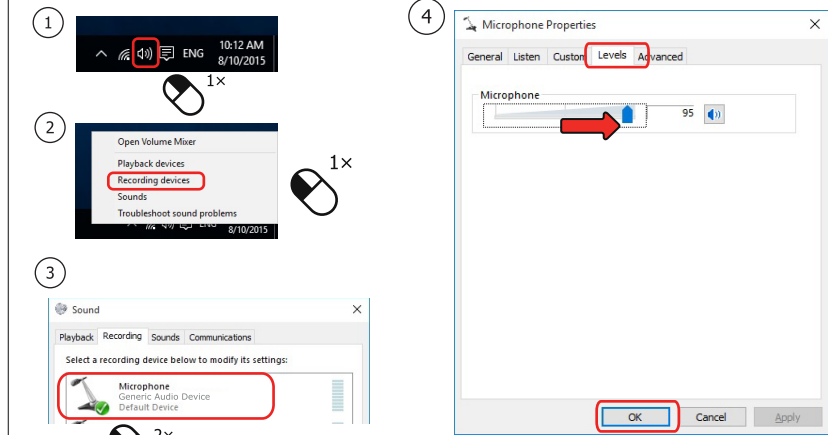 1
ENG
10:12 AM
8/10/2015
1×
2
Open Volume Mixer
Playback devices
Recording devices
Sounds
Troubleshoot sound problems
ENG
8/10/2015
1×
3
Sound
Playback Recording Sounds Communications
Select a recording device below to modify its settings:
Microphone
Generic Audio Device
Default Device
2×
4
Microphone Properties
General Listen Custom Levels Advanced
Microphone
95
OK Cancel Apply